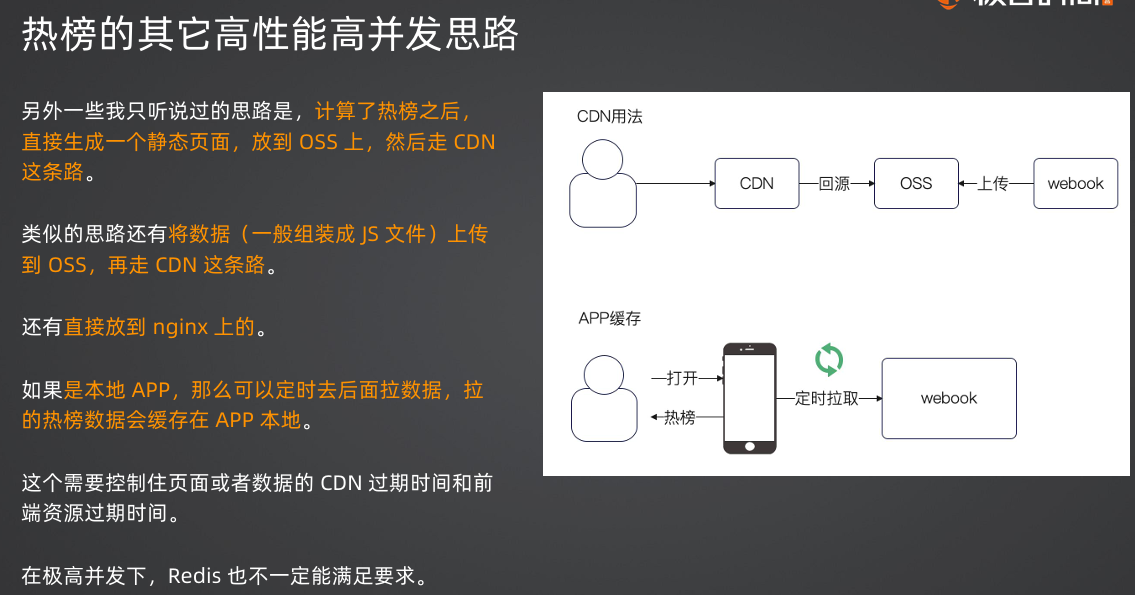 热榜的其它高性能高并发思路
另外一些我只听说过的思路是，计算了热榜之后，
直接生成一个静态页面，放到 OSS 上，然后走 CDN
这条路。
类似的思路还有将数据（一般组装成 JS 文件）上传
到 OSS，再走 CDN 这条路。
还有直接放到 nginx 上的。
如果是本地 APP，那么可以定时去后面拉数据，拉
的热榜数据会缓存在 APP 本地。
这个需要控制住页面或者数据的 CDN 过期时间和前
端资源过期时间。
在极高并发下，Redis 也不一定能满足要求。
CDN用法
CDN
回源
OSS
上传
webook
APP缓存
打开
热榜
定时拉取
webook